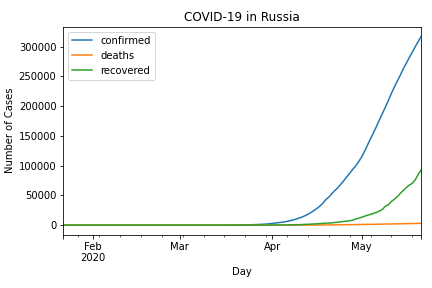 COVID-19 in Russia
confirmed
deaths
recovered
Number of Cases
300000
250000
200000
150000
100000
50000
0
Feb
2020
Mar
Apr
May
Day